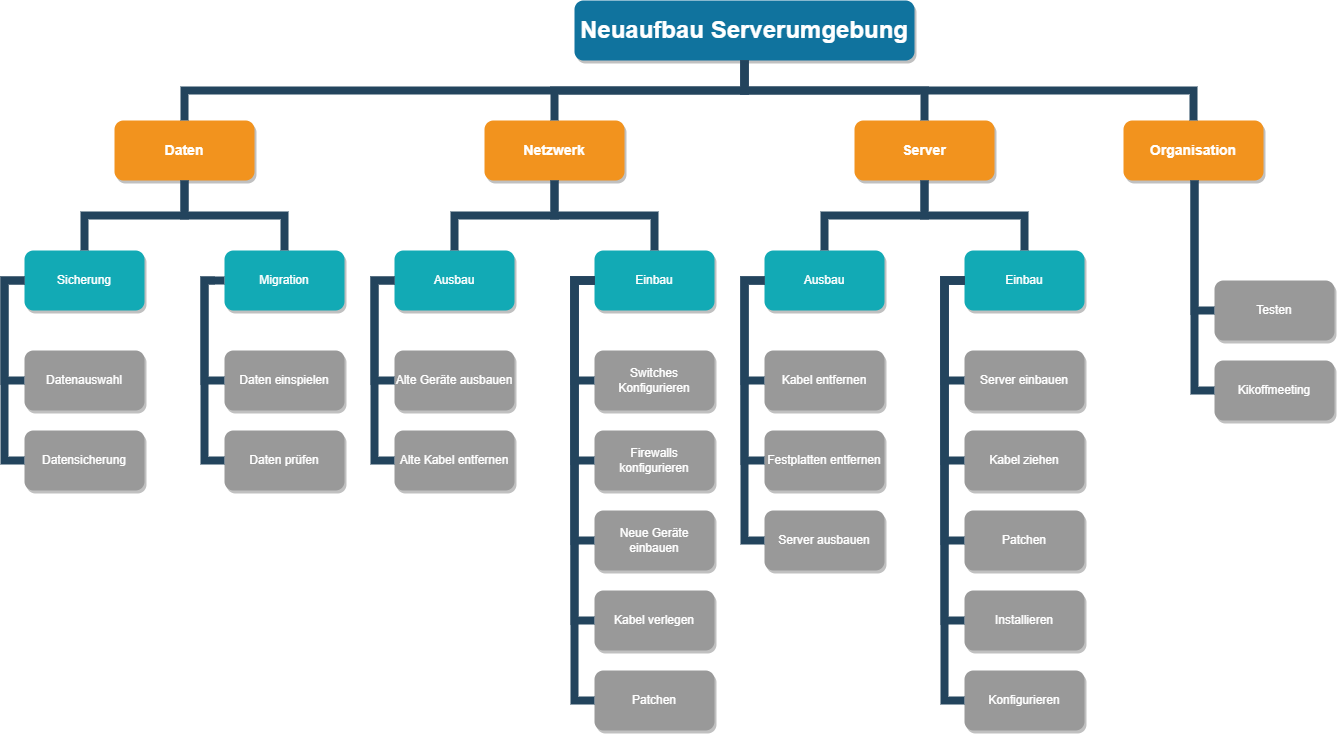 Neuaufbau Serverumgebung
Daten
Netzwerk
Server
Organisation
Sicherung
Migration
Ausbau
Einbau
Ausbau
Einbau
Testen
Datenauswahl
Daten einspielen
Alte Geräte ausbauen
Switches
Konfigurieren
Kabel entfernen
Server einbauen
Kikoffmeeting
Datensicherung
Daten prüfen
Alte Kabel entfernen
Firewalls
konfigurieren
Festplatten entfernen
Kabel ziehen
Neue Geräte
einbauen
Server ausbauen
Patchen
Kabel verlegen
Installieren
Patchen
Konfigurieren